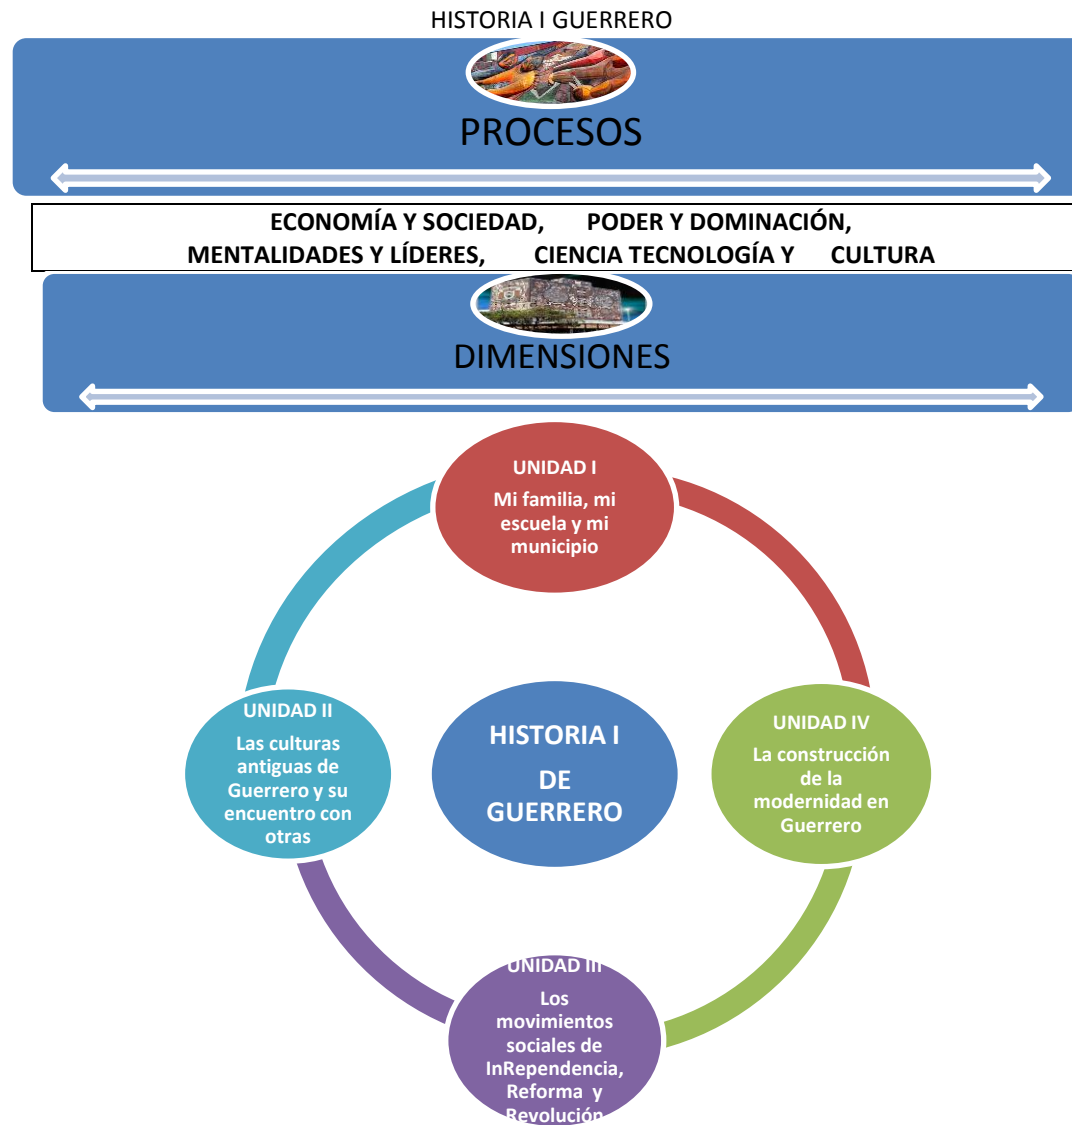 HISTORIA I GUERRERO
PROCESOS
ECONOMÍA Y SOCIEDAD, PODER Y DOMINACIÓN,
MENTALIDADES Y LÍDERES, CIENCIA TECNOLOGÍA Y CULTURA
DIMENSIONES
UNIDAD I
Mi familia, mi
escuela y mi
municipio
UNIDAD II
Las culturas
antiguas de
Guerrero y su
encuentro con
otras
HISTORIA I
DE
GUERRERO
UNIDAD IV
La construcción
de la
modernidad en
Guerrero
UNIDAD III
Los
movimientos
sociales de
InRependencia,
Reforma y
Revolución